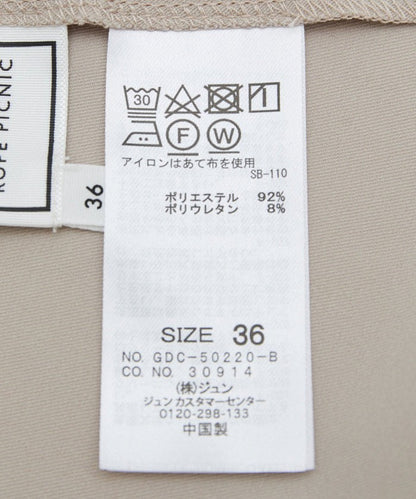 ROPE PICNIC
36
30
F W
アイロンはあて布を使用
SB-110
ポリエステル 92%
ポリウレタン 8%
SIZE 36
NO. GDC-50220-B
CO. NO. 30914
(株)ジュン
ジュン カスタマーセンター
0120-298-133
中国製